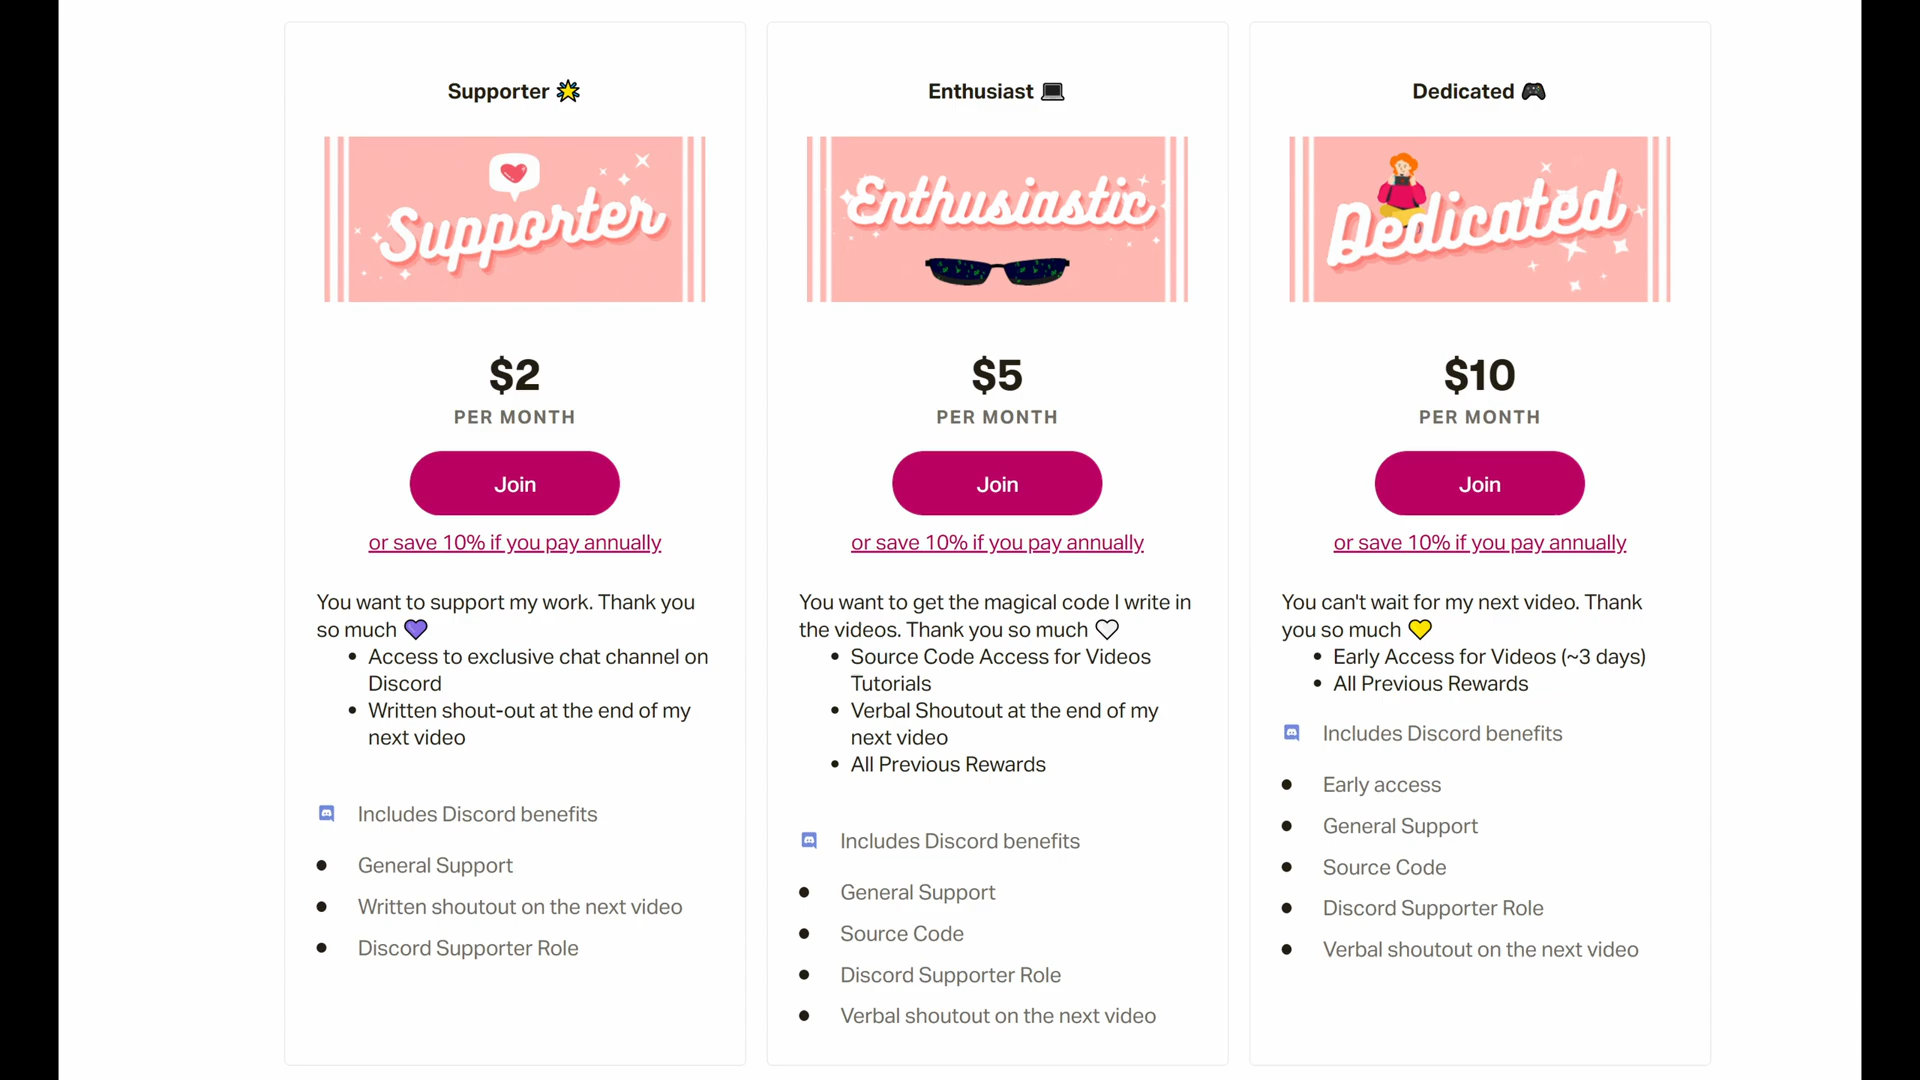 Supporter 🌟
Supporter
$2
PER MONTH
Join
or save 10% if you pay annually
You want to support my work. Thank you
so much 💜
• Access to exclusive chat channel on
Discord
• Written shout-out at the end of my
next video
Includes Discord benefits
• General Support
• Written shoutout on the next video
• Discord Supporter Role
Enthusiast 💻
Enthusiastic
$5
PER MONTH
Join
or save 10% if you pay annually
You want to get the magical code I write in
the videos. Thank you so much 🤍
• Source Code Access for Videos
Tutorials
• Verbal Shoutout at the end of my
next video
• All Previous Rewards
Includes Discord benefits
• General Support
• Source Code
• Discord Supporter Role
• Verbal shoutout on the next video
Dedicated 🎮
Dedicated
$10
PER MONTH
Join
or save 10% if you pay annually
You can't wait for my next video. Thank
you so much 💛
• Early Access for Videos (~3 days)
• All Previous Rewards
Includes Discord benefits
• Early access
• General Support
• Source Code
• Discord Supporter Role
• Verbal shoutout on the next video